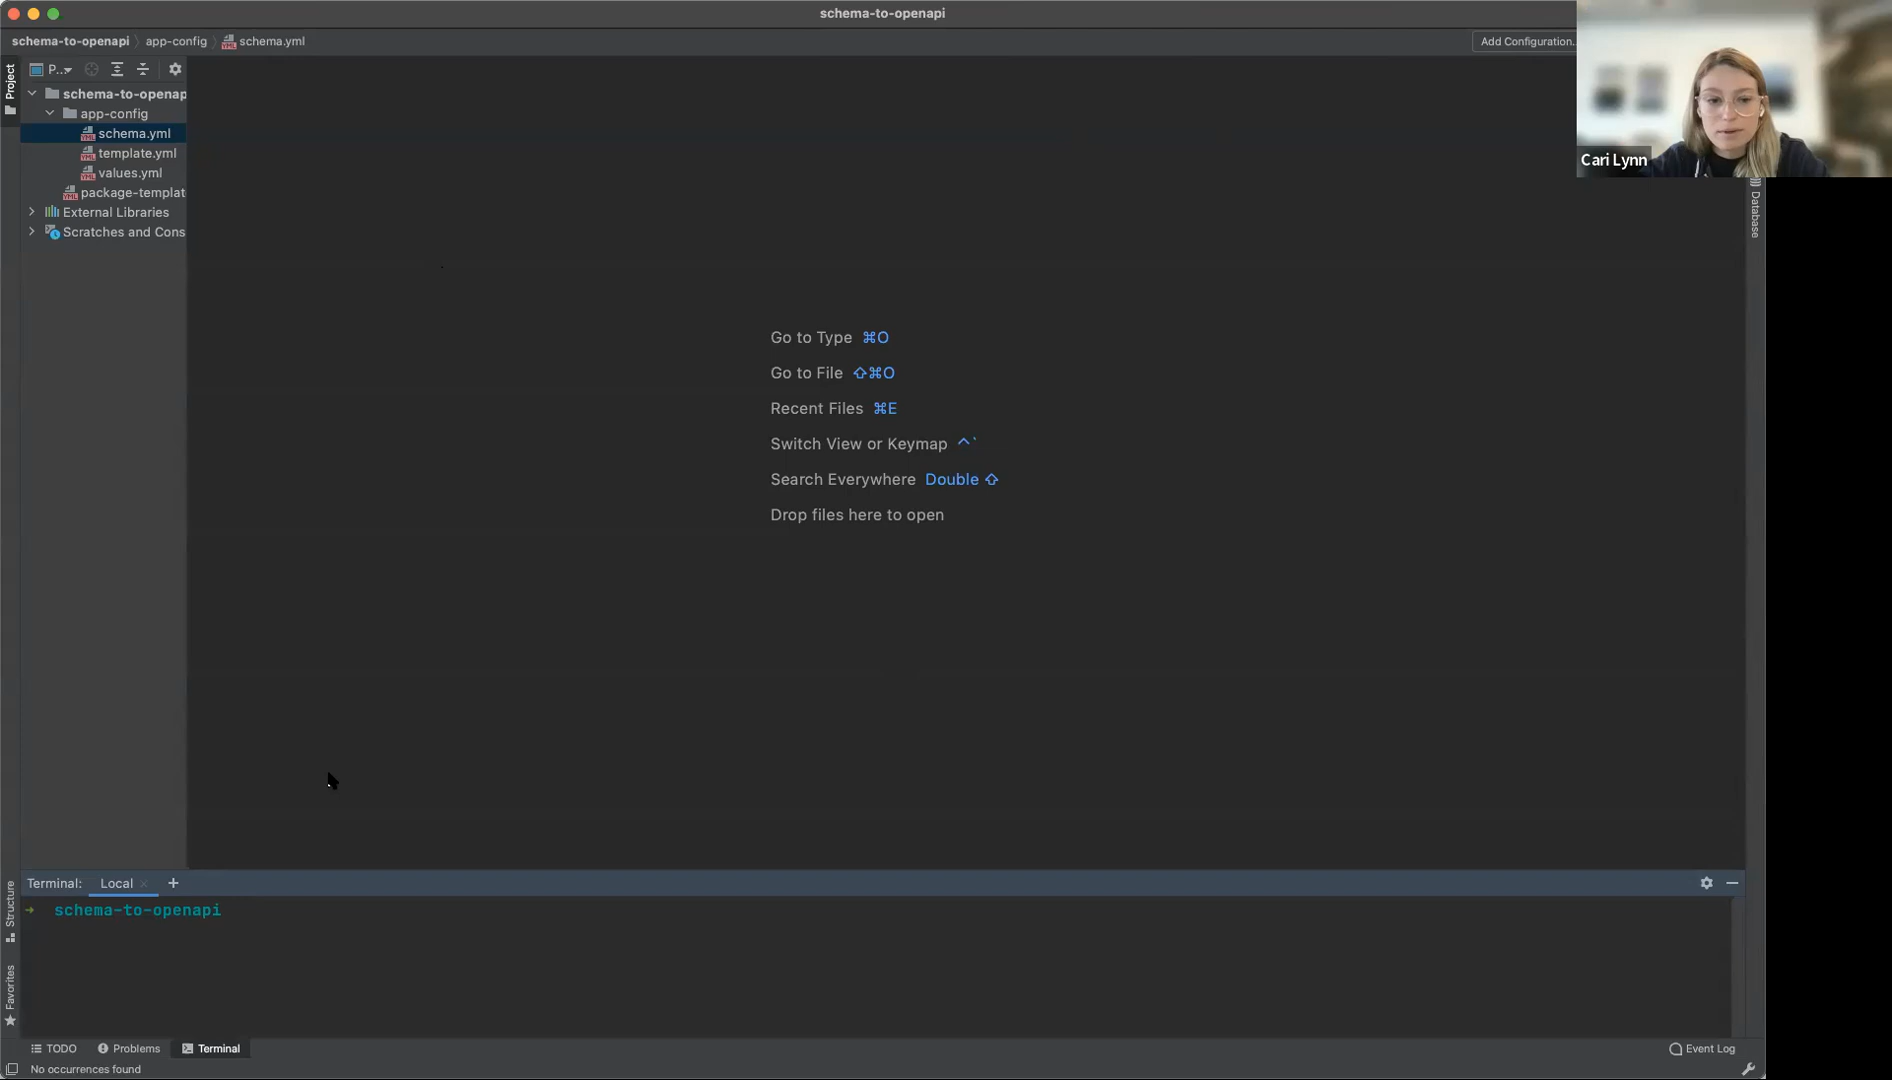 schema-to-openapi
schema-to-openapi
app-config
schema.yml
Add Configuration..
Cari Lynn
Project
P...
schema-to-openap
app-config
schema.yml
template.yml
values.yml
package-templat
External Libraries
Scratches and Cons
Database
Go to Type ⌘O
Go to File ⇧⌘O
Recent Files ⌘E
Switch View or Keymap ^`
Search Everywhere Double ⇧
Drop files here to open
Structure
Favorites
Terminal: Local × +
→ schema-to-openapi
TODO
Problems
Terminal
Event Log
No occurrences found